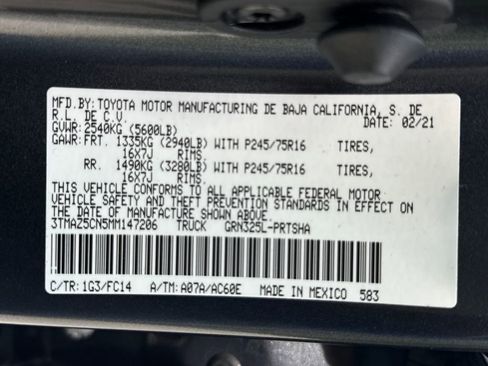 MFD.BY: TOYOTA MOTOR MANUFACTURING DE BAJA CALIFORNIA, S. DE
R.L. DE C.V. DATE: 02/21
GVWR: 2540KG (5600LB)
GAWR: FRT. 1335KG (2940LB) WITH P245/75R16 TIRES,
16X7J RIMS.
RR. 1490KG (3280LB) WITH P245/75R16 TIRES,
16X7J RIMS.
THIS VEHICLE CONFORMS TO ALL APPLICABLE FEDERAL MOTOR
VEHICLE SAFETY AND THEFT PREVENTION STANDARDS IN EFFECT ON
THE DATE OF MANUFACTURE SHOWN ABOVE.
3TMAZ5CN5MM147206 TRUCK GRN325L-PRTSHA
C/TR: 1G3/FC14 A/TM: A07A/AC60E MADE IN MEXICO 583